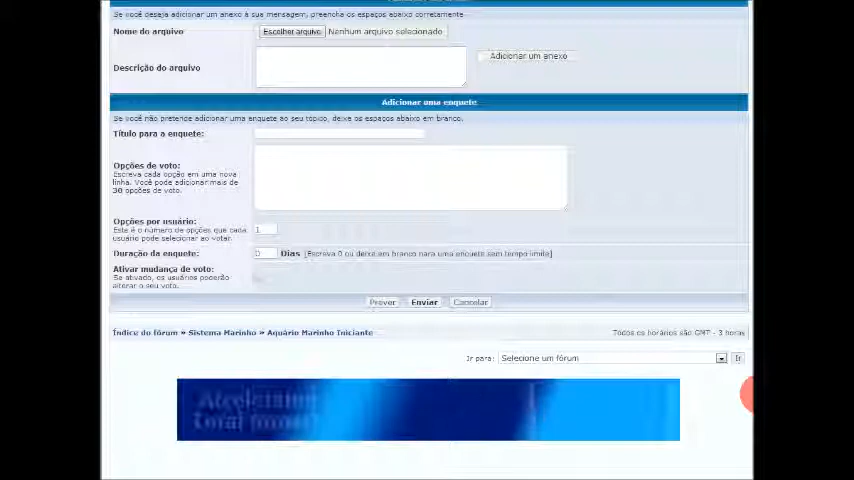 Se você deseja adicionar um anexo à sua mensagem, preencha os espaços abaixo corretamente.
Nome do arquivo
Escolher arquivo Nenhum arquivo selecionado
Descrição do arquivo
Adicionar um anexo
Adicionar uma enquete
Se você não pretende adicionar uma enquete ao seu tópico, deixe os espaços abaixo em branco.
Título para a enquete:
Opções de voto:
Escreva cada opção em uma nova
linha. Você pode adicionar mais de
30 opções de voto.
Opções por usuário:
Este é o número de opções que cada
usuário pode selecionar ao votar.
1
Duração da enquete:
0 Dias [Escreva 0 ou deixe em branco para uma enquete sem tempo limite]
Ativar mudança de voto:
Se ativado, os usuários poderão
alterar o seu voto.
Prever Enviar Cancelar
Índice do fórum » Sistema Marinho » Aquário Marinho Iniciante
Todos os horários são GMT - 3 horas
Ir para: Selecione um fórum Ir